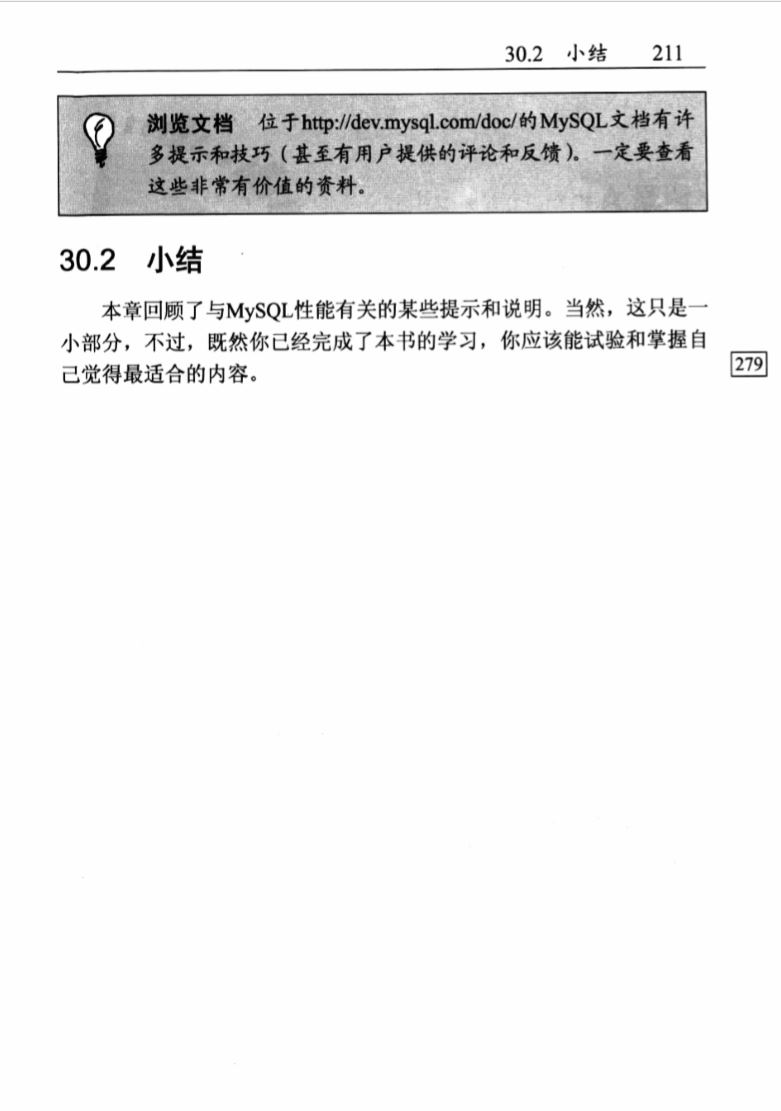 30.2 小结 211
浏览文档 位于http://dev.mysql.com/doc/的MySQL文档有许
多提示和技巧（甚至有用户提供的评论和反馈）。一定要查看
这些非常有价值的资料。
30.2 小结
本章回顾了与MySQL性能有关的某些提示和说明。当然，这只是一
小部分，不过，既然你已经完成了本书的学习，你应该能试验和掌握自
己觉得最适合的内容。
279